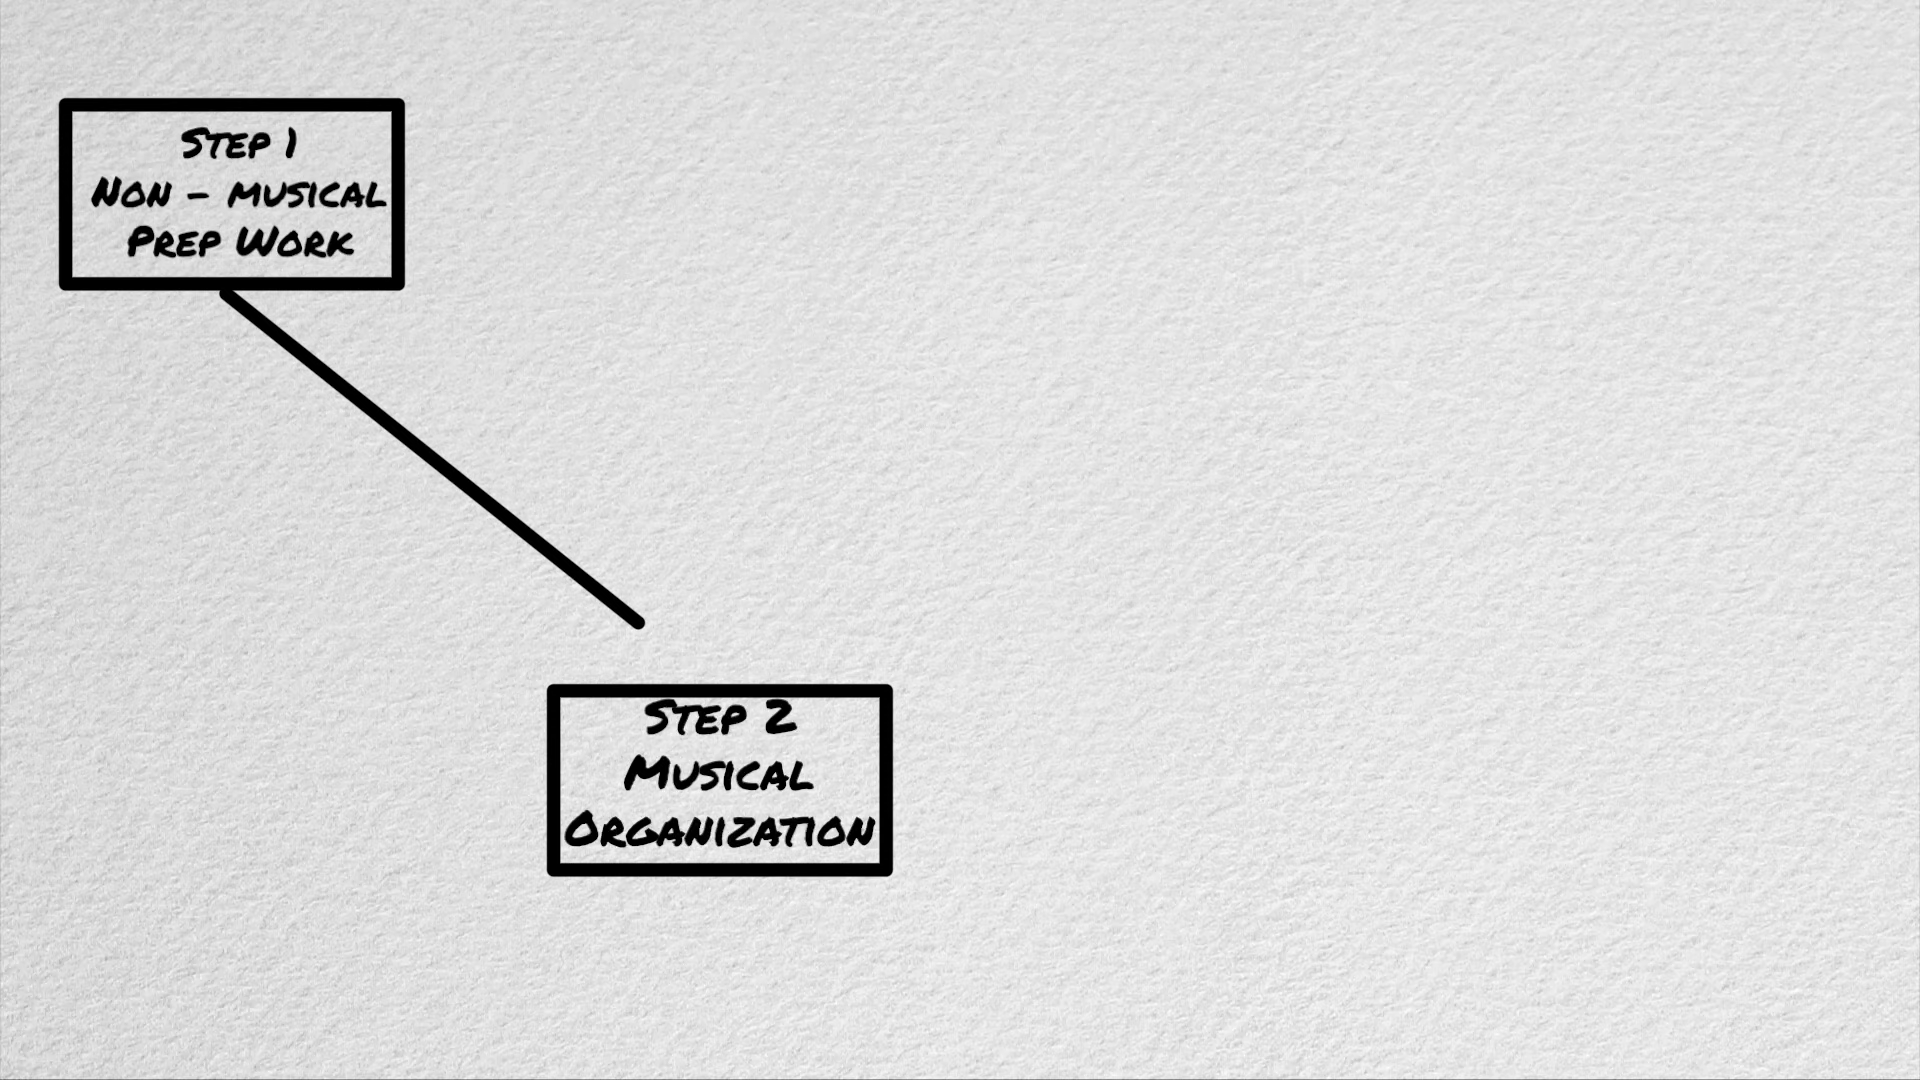 Step 1
Non - musical
Prep Work
Step 2
Musical
Organization